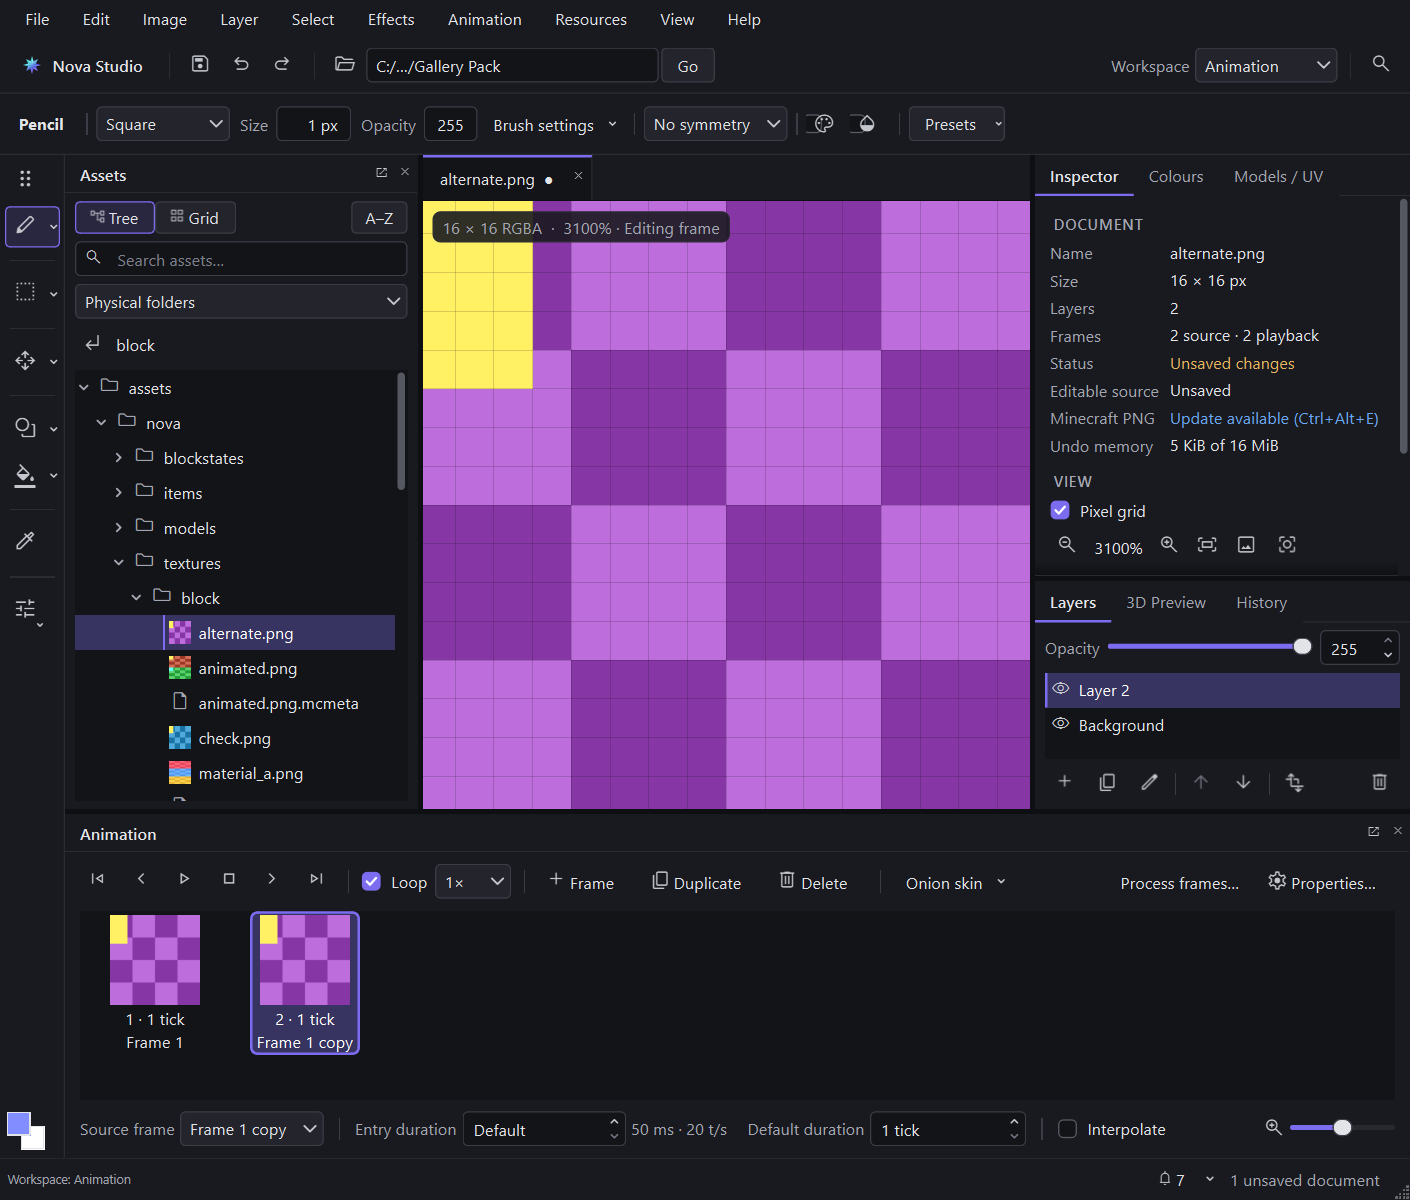 File Edit Image Layer Select Effects Animation Resources View Help
Nova Studio C:/.../Gallery Pack Go Workspace Animation
Pencil Square Size 1 px Opacity 255 Brush settings No symmetry Presets
Assets
Tree Grid A–Z
Search assets...
Physical folders
block
assets
nova
blockstates
items
models
textures
block
alternate.png
animated.png
animated.png.mcmeta
check.png
material_a.png
alternate.png
16 × 16 RGBA · 3100% · Editing frame
Inspector Colours Models / UV
DOCUMENT
Name alternate.png
Size 16 × 16 px
Layers 2
Frames 2 source · 2 playback
Status Unsaved changes
Editable source Unsaved
Minecraft PNG Update available (Ctrl+Alt+E)
Undo memory 5 KiB of 16 MiB
VIEW
Pixel grid
3100%
Layers 3D Preview History
Opacity 255
Layer 2
Background
Animation
Loop 1× Frame Duplicate Delete Onion skin Process frames... Properties...
1 · 1 tick
Frame 1
2 · 1 tick
Frame 1 copy
Source frame Frame 1 copy Entry duration Default 50 ms · 20 t/s Default duration 1 tick Interpolate
Workspace: Animation 7 1 unsaved document